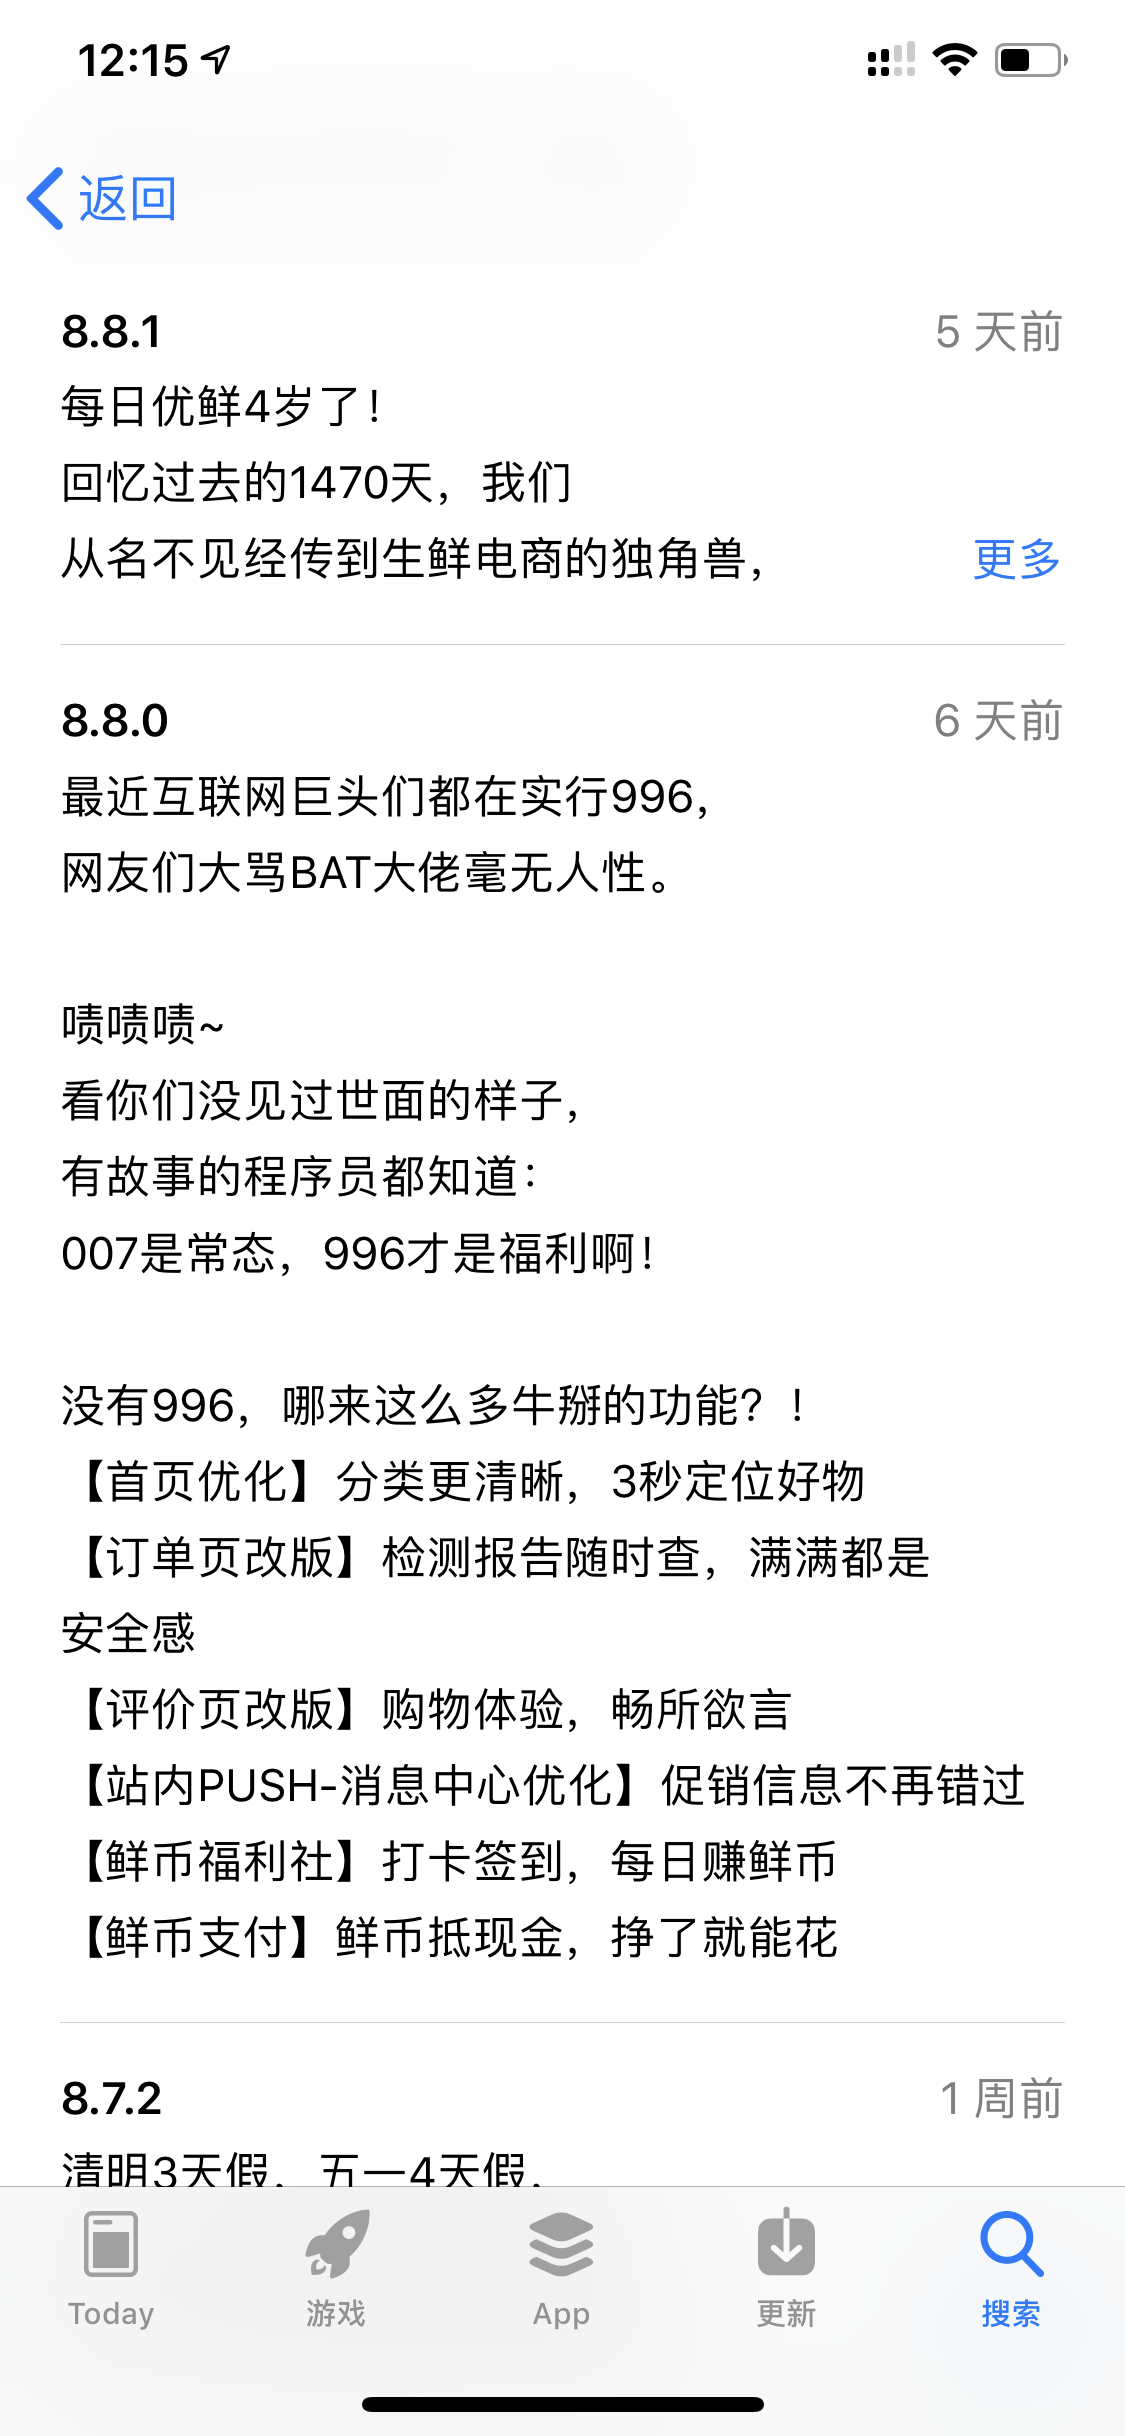 12:15
返回
8.8.1
5 天前
每日优鲜4岁了！
回忆过去的1470天，我们
从名不见经传到生鲜电商的独角兽，
更多
8.8.0
6 天前
最近互联网巨头们都在实行996，
网友们大骂BAT大佬毫无人性。
啧啧啧~
看你们没见过世面的样子，
有故事的程序员都知道：
007是常态，996才是福利啊！
没有996，哪来这么多牛掰的功能？！
【首页优化】分类更清晰，3秒定位好物
【订单页改版】检测报告随时查，满满都是
安全感
【评价页改版】购物体验，畅所欲言
【站内PUSH-消息中心优化】促销信息不再错过
【鲜币福利社】打卡签到，每日赚鲜币
【鲜币支付】鲜币抵现金，挣了就能花
8.7.2
1 周前
清明3天假，五一4天假，
Today
游戏
App
更新
搜索